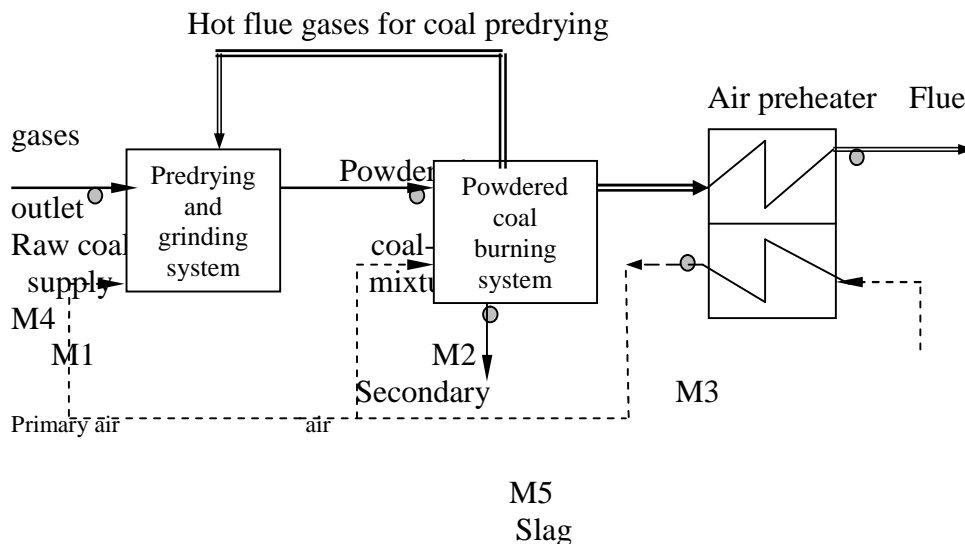 Hot flue gases for coal predrying
Air preheater Flue
gases
Predrying
and
grinding
system
Powdered
coal
burning
system
outlet
Raw coal
supply
coal-
M4
M1 M2
Secondary M3
Primary air air
M5
Slag